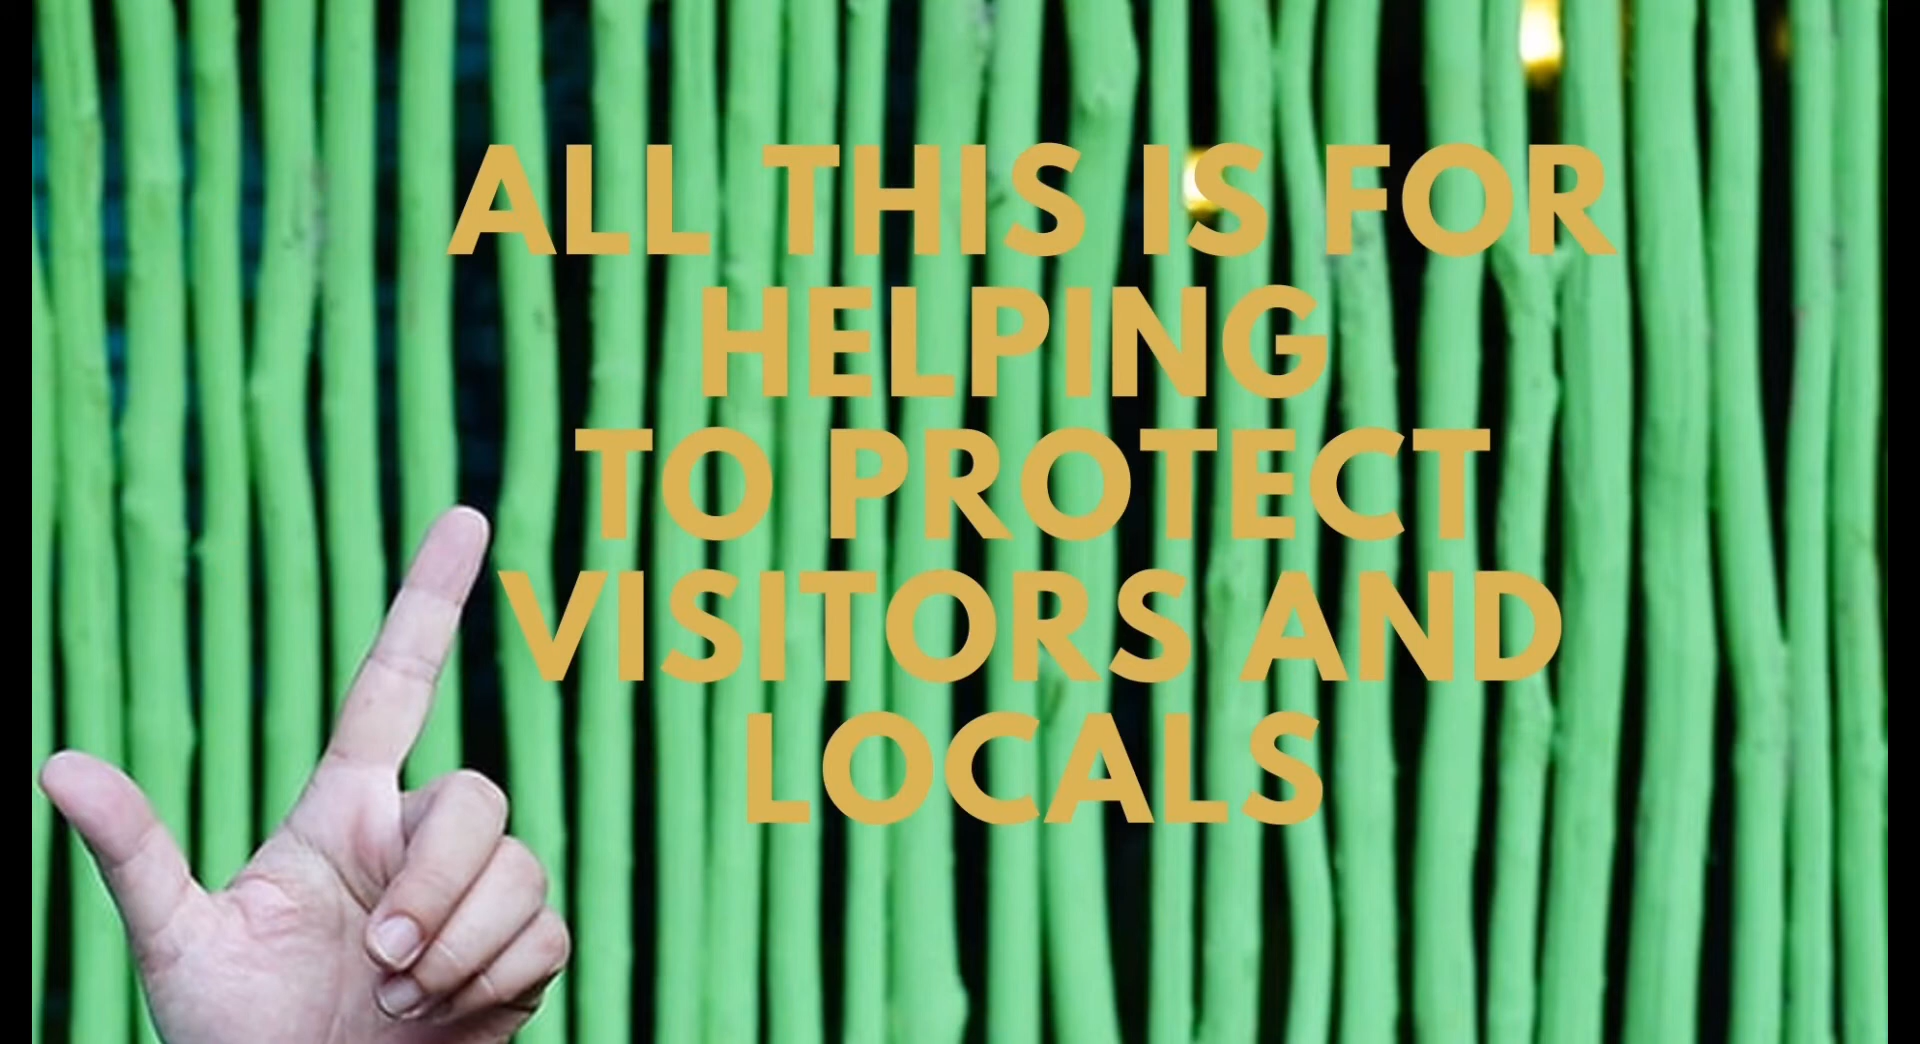 ALL THIS IS FOR
HELPING
TO PROTECT
VISITORS AND
LOCALS